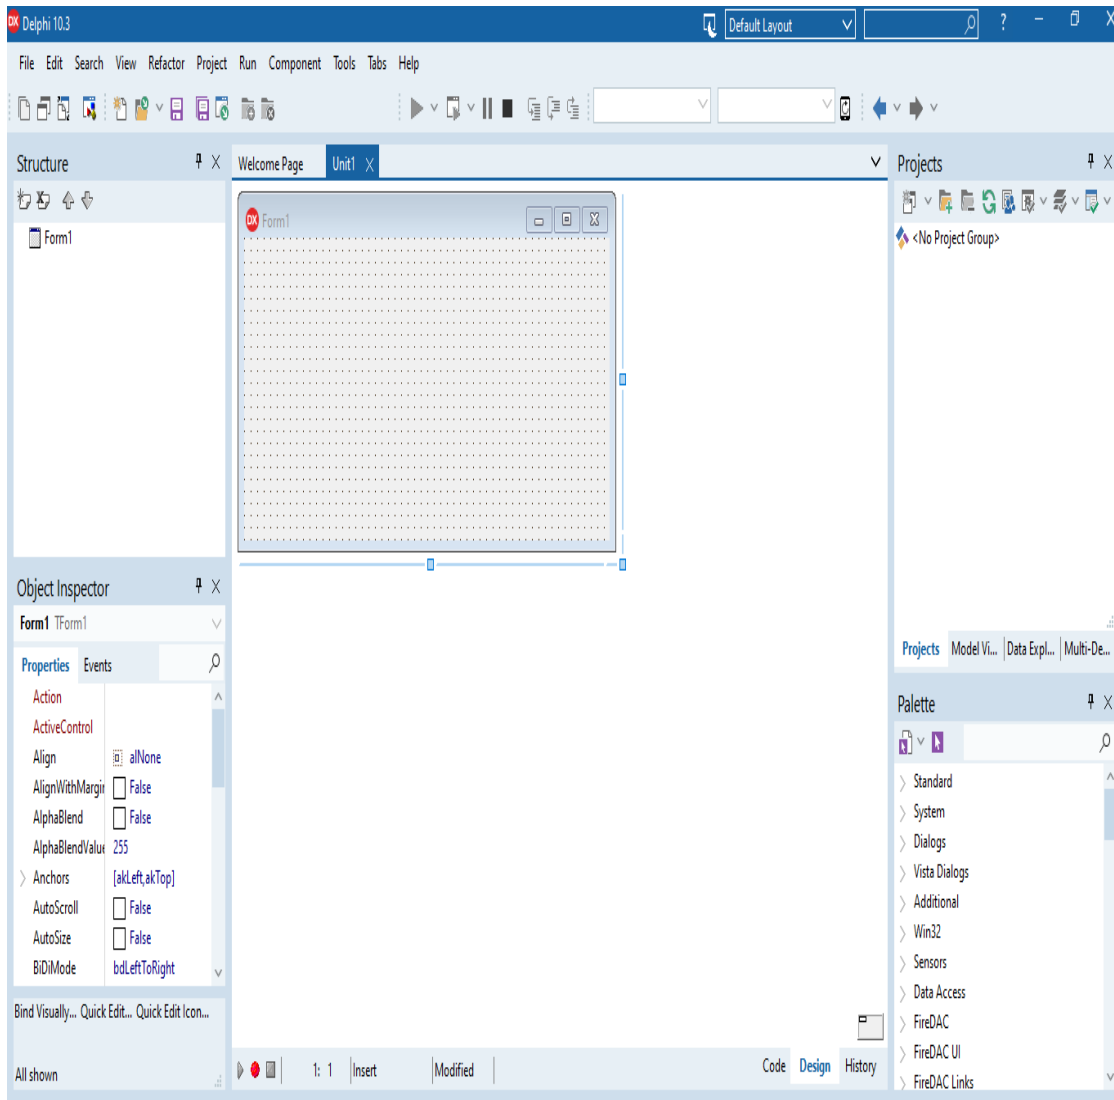 DX Delphi 10.3
Default Layout
?
File Edit Search View Refactor Project Run Component Tools Tabs Help
Structure
Form1
Welcome Page Unit1
DX Form1
Projects
<No Project Group>
Projects Model Vi... Data Expl... Multi-De...
Object Inspector
Form1 TForm1
Properties Events
Action
ActiveControl
Align alNone
AlignWithMargin False
AlphaBlend False
AlphaBlendValue 255
Anchors [akLeft,akTop]
AutoScroll False
AutoSize False
BiDiMode bdLeftToRight
Bind Visually... Quick Edit... Quick Edit Icon...
All shown
1: 1 Insert Modified
Code Design History
Palette
Standard
System
Dialogs
Vista Dialogs
Additional
Win32
Sensors
Data Access
FireDAC
FireDAC UI
FireDAC Links